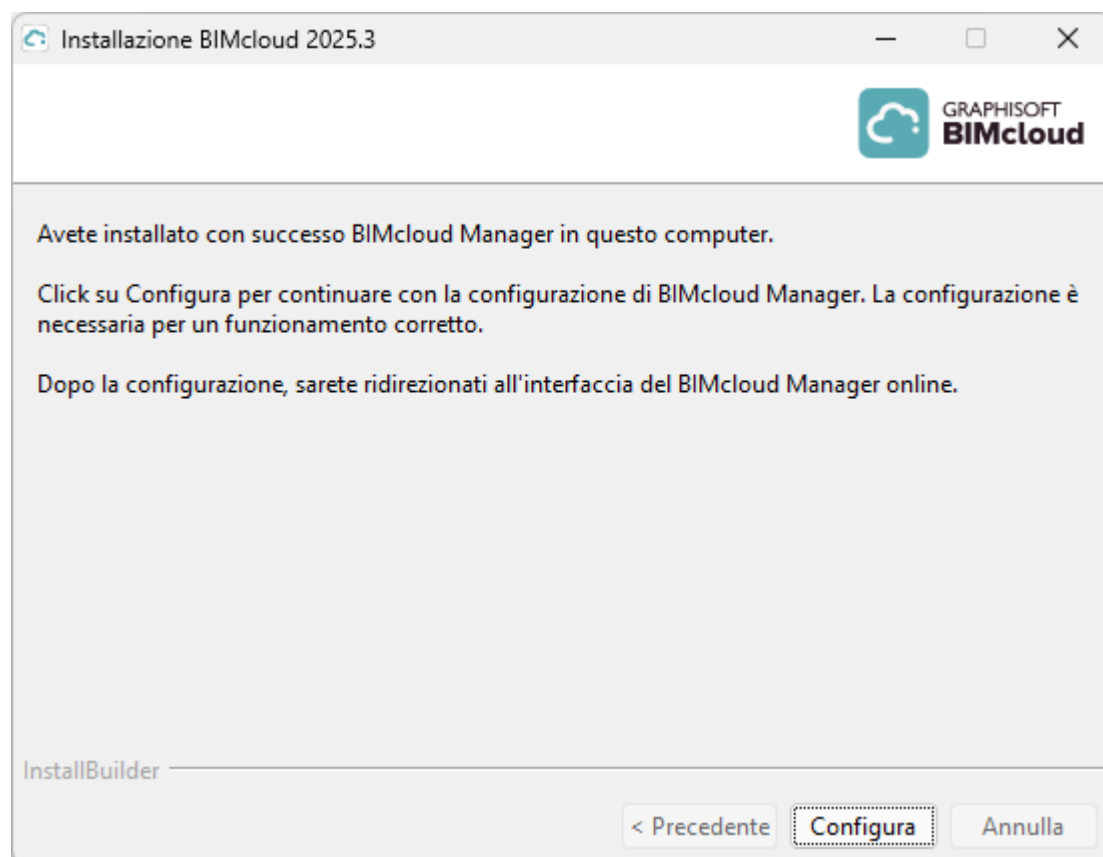 Installazione BIMcloud 2025.3
GRAPHISOFT
BIMcloud
Avete installato con successo BIMcloud Manager in questo computer.
Click su Configura per continuare con la configurazione di BIMcloud Manager. La configurazione è
necessaria per un funzionamento corretto.
Dopo la configurazione, sarete ridirezionati all'interfaccia del BIMcloud Manager online.
InstallBuilder
< Precedente Configura Annulla